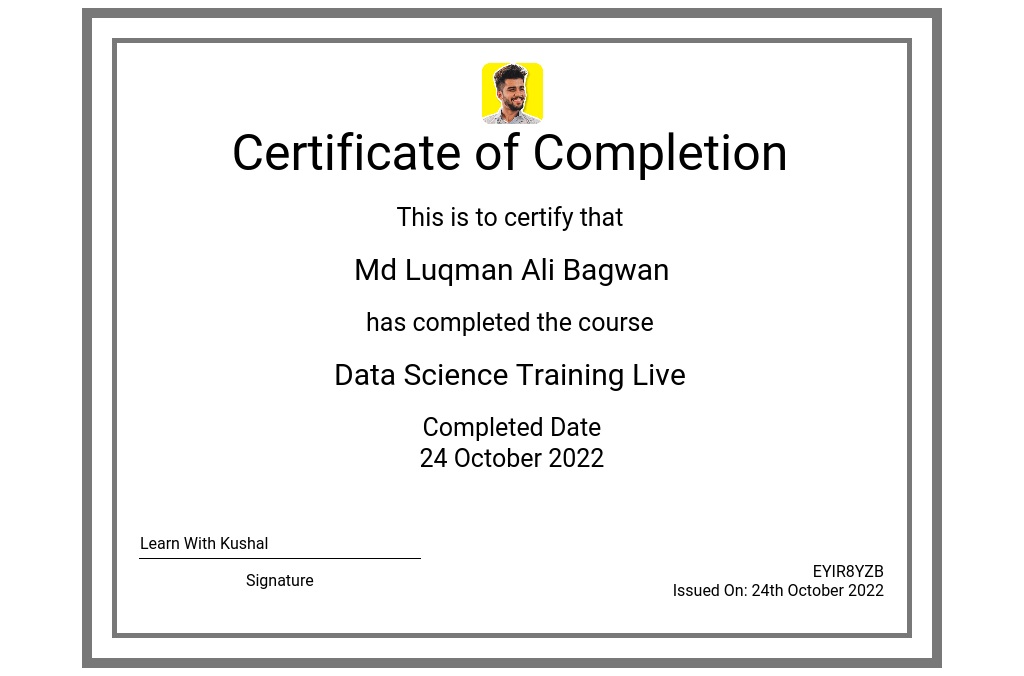 Certificate of Completion
This is to certify that
Md Luqman Ali Bagwan
has completed the course
Data Science Training Live
Completed Date
24 October 2022
Learn With Kushal
Signature
EYIR8YZB
Issued On: 24th October 2022